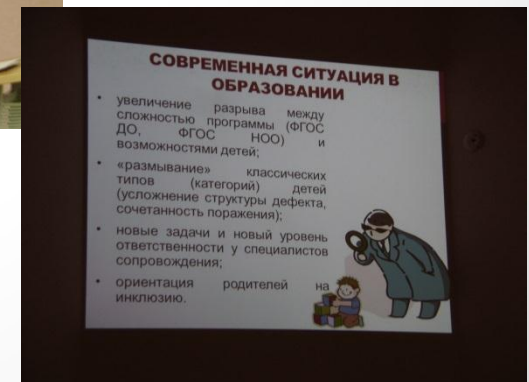 СОВРЕМЕННАЯ СИТУАЦИЯ В
ОБРАЗОВАНИИ
• увеличение разрыва между
сложностью программы (ФГОС
ДО, ФГОС НОО) и
возможностями детей;
• «размывание» классических
типов (категорий) детей
(усложнение структуры дефекта,
сочетанность поражения);
• новые задачи и новый уровень
ответственности у специалистов
сопровождения;
• ориентация родителей на
инклюзию.